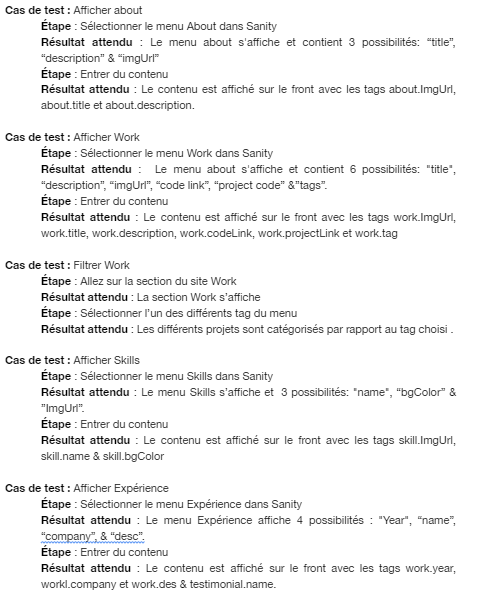 Cas de test : Afficher about
Étape : Sélectionner le menu About dans Sanity
Résultat attendu : Le menu about s'affiche et contient 3 possibilités: “title”,
“description” & “imgUrl”
Étape : Entrer du contenu
Résultat attendu : Le contenu est affiché sur le front avec les tags about.ImgUrl,
about.title et about.description.
Cas de test : Afficher Work
Étape : Sélectionner le menu Work dans Sanity
Résultat attendu : Le menu about s'affiche et contient 6 possibilités: "title",
“description”, “imgUrl”, “code link”, “project code” &”tags”.
Étape : Entrer du contenu
Résultat attendu : Le contenu est affiché sur le front avec les tags work.ImgUrl,
work.title, work.description, work.codeLink, work.projectLink et work.tag
Cas de test : Filtrer Work
Étape : Allez sur la section du site Work
Résultat attendu : La section Work s’affiche
Étape : Sélectionner l’un des différents tag du menu
Résultat attendu : Les différents projets sont catégorisés par rapport au tag choisi .
Cas de test : Afficher Skills
Étape : Sélectionner le menu Skills dans Sanity
Résultat attendu : Le menu Skills s’affiche et 3 possibilités: "name", “bgColor” &
”ImgUrl”.
Étape : Entrer du contenu
Résultat attendu : Le contenu est affiché sur le front avec les tags skill.ImgUrl,
skill.name & skill.bgColor
Cas de test : Afficher Expérience
Étape : Sélectionner le menu Expérience dans Sanity
Résultat attendu : Le menu Expérience affiche 4 possibilités : "Year", “name”,
“company”, & “desc”.
Étape : Entrer du contenu
Résultat attendu : Le contenu est affiché sur le front avec les tags work.year,
workl.company et work.des & testimonial.name.